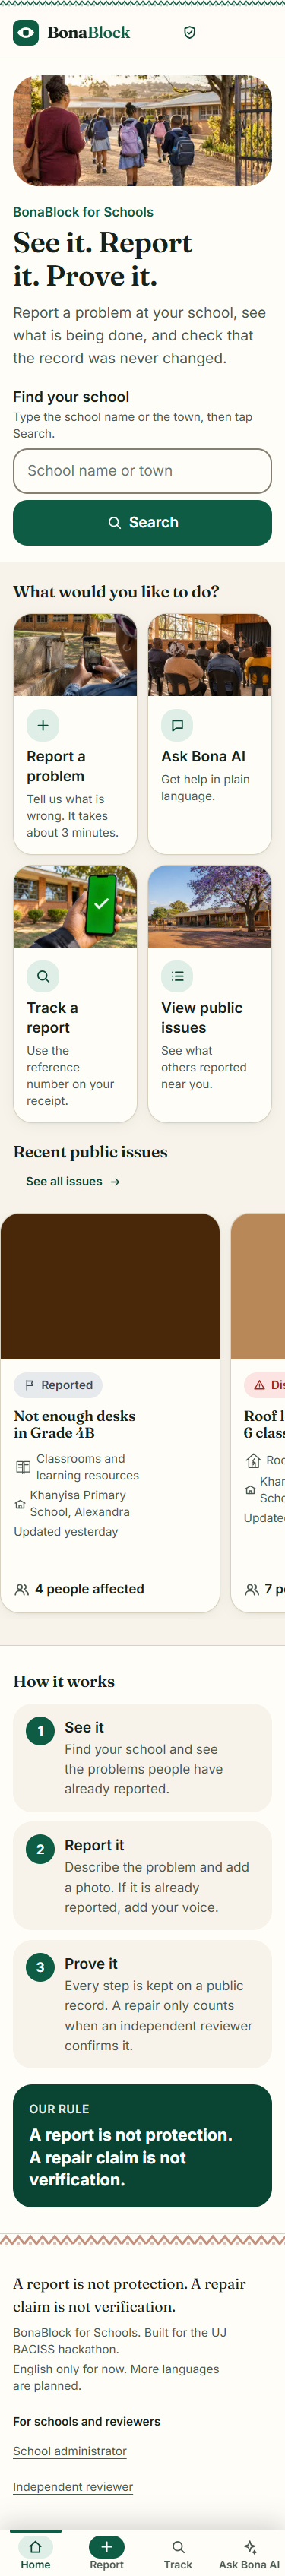 BonaBlock
BonaBlock for Schools
See it. Report
it. Prove it.
Report a problem at your school, see
what is being done, and check that
the record was never changed.
Find your school
Type the school name or the town, then tap
Search.
School name or town
Search
What would you like to do?
Report a
problem
Tell us what is
wrong. It takes
about 3 minutes.
Ask Bona AI
Get help in plain
language.
Track a
report
Use the
reference
number on your
receipt.
View public
issues
See what
others reported
near you.
Recent public issues
See all issues →
Reported
Not enough desks
in Grade 4B
Classrooms and
learning resources
Khanyisa Primary
School, Alexandra
Updated yesterday
4 people affected
How it works
1
See it
Find your school and see
the problems people have
already reported.
2
Report it
Describe the problem and add
a photo. If it is already
reported, add your voice.
3
Prove it
Every step is kept on a public
record. A repair only counts
when an independent reviewer
confirms it.
OUR RULE
A report is not protection.
A repair claim is not
verification.
A report is not protection. A repair
claim is not verification.
BonaBlock for Schools. Built for the UJ
BACISS hackathon.
English only for now. More languages
are planned.
For schools and reviewers
School administrator
Independent reviewer
Home
Report
Track
Ask Bona AI